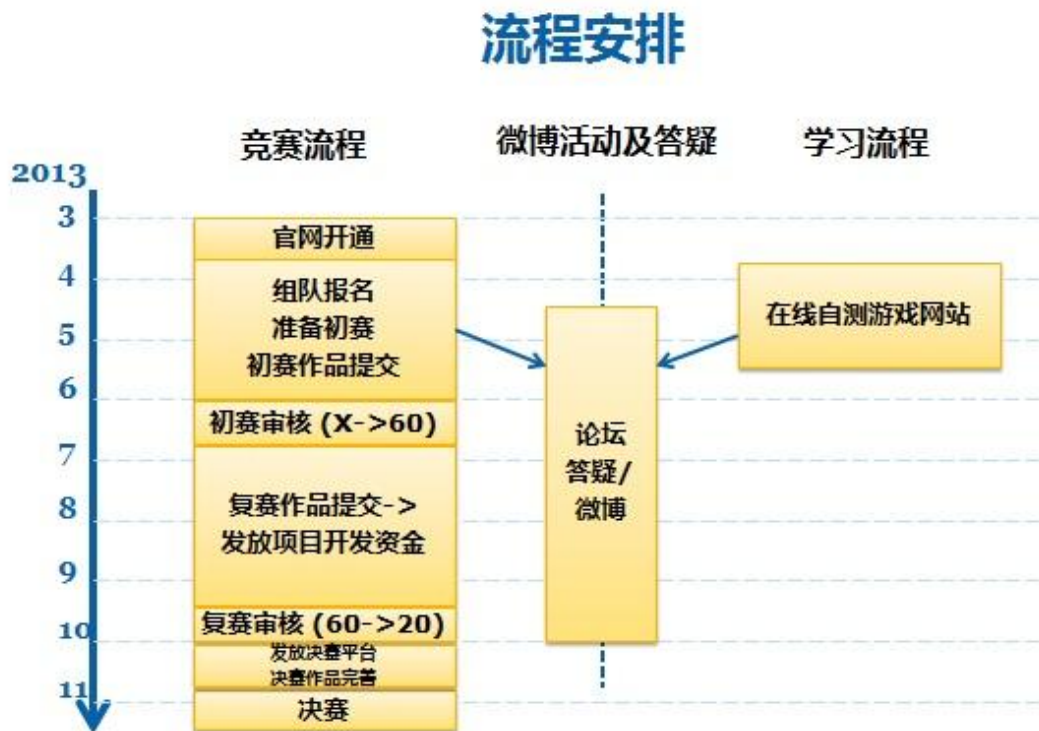 流程安排
竞赛流程
微博活动及答疑
学习流程
2013
3
4
5
6
7
8
9
10
11
官网开通
组队报名
准备初赛
初赛作品提交
初赛审核 (X->60)
复赛作品提交->
发放项目开发资金
复赛审核 (60->20)
发放决赛平台
决赛作品完善
决赛
论坛
答疑/
微博
在线自测游戏网站